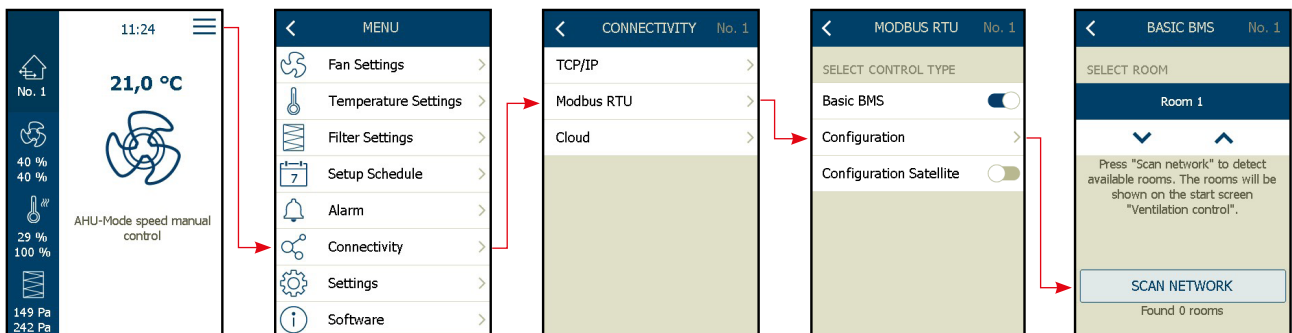 11:24
No. 1
21,0 °C
40 %
40 %
29 %
100 %
149 Pa
242 Pa
AHU-Mode speed manual
control
MENU
Fan Settings
Temperature Settings
Filter Settings
7
Setup Schedule
Alarm
Connectivity
Settings
Software
CONNECTIVITY No. 1
TCP/IP
Modbus RTU
Cloud
MODBUS RTU No. 1
SELECT CONTROL TYPE
Basic BMS
Configuration
Configuration Satellite
BASIC BMS No. 1
SELECT ROOM
Room 1
Press "Scan network" to detect
available rooms. The rooms will be
shown on the start screen
"Ventilation control".
SCAN NETWORK
Found 0 rooms